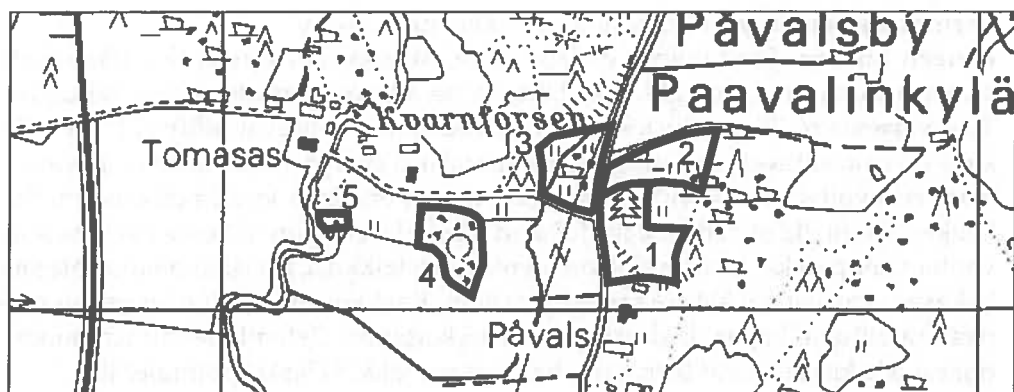 Påvalsby
Paavalinkylä
Kvarnforsen
Tomasas
3
2
5
4
1
Påvals